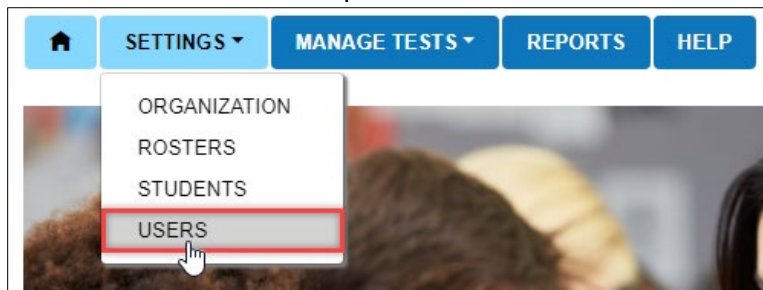 SETTINGS MANAGE TESTS REPORTS HELP
ORGANIZATION
ROSTERS
STUDENTS
USERS